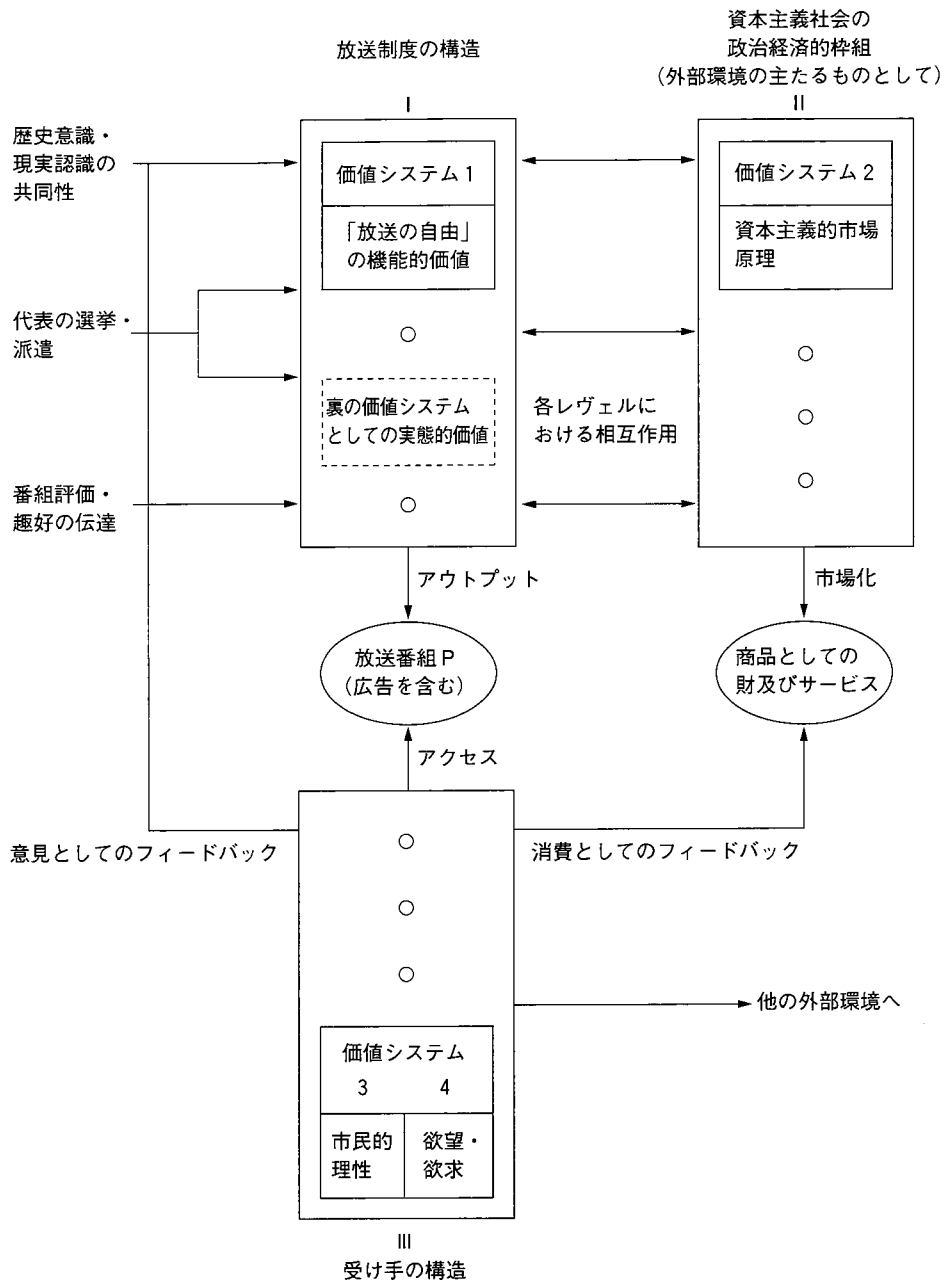 放送制度の構造
Ⅰ
資本主義社会の
政治経済的枠組
（外部環境の主たるものとして）
Ⅱ
歴史意識・
現実認識の
共同性
代表の選挙・
派遣
番組評価・
趣好の伝達
価値システム1
「放送の自由」
の機能的価値
裏の価値システム
としての実態的価値
各レヴェルに
おける相互作用
価値システム2
資本主義的市場
原理
アウトプット
市場化
放送番組P
（広告を含む）
商品としての
財及びサービス
アクセス
意見としてのフィードバック
消費としてのフィードバック
他の外部環境へ
価値システム
3 4
市民的
理性
欲望・
欲求
Ⅲ
受け手の構造